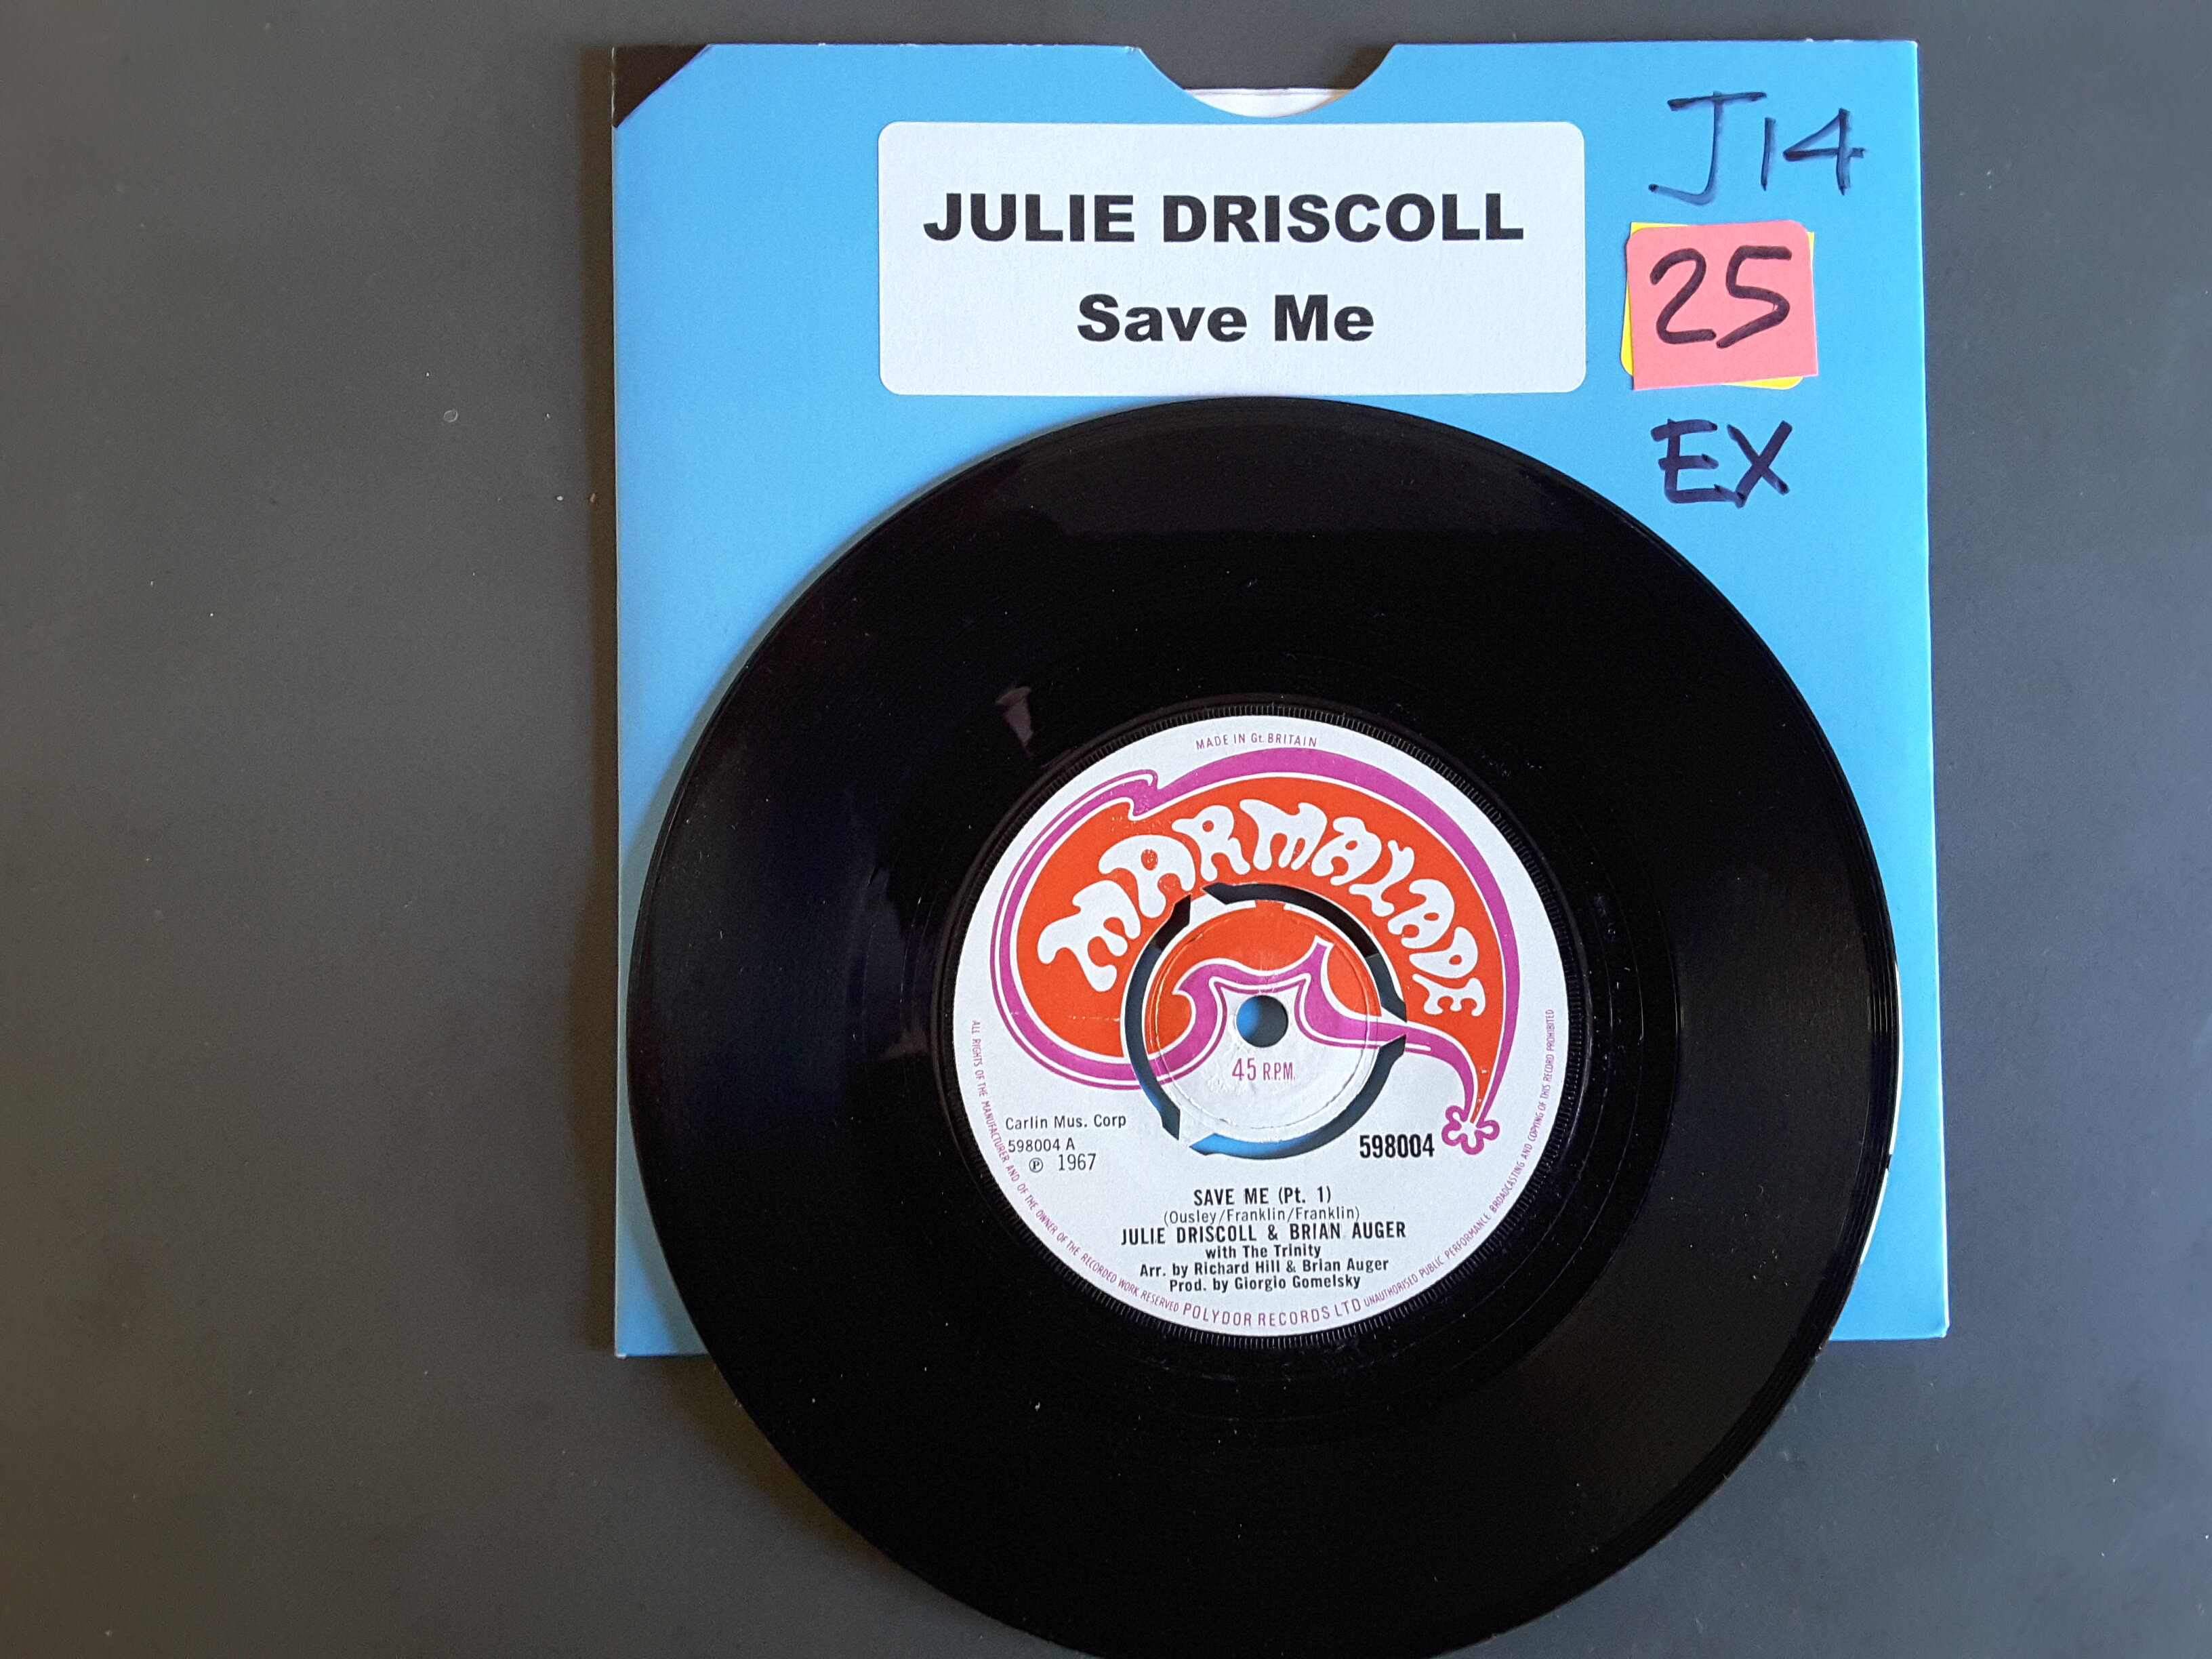 J14
JULIE DRISCOLL
Save Me
25
EX
MADE IN Gt. BRITAIN
MARMALADE
45 R.P.M.
Carlin Mus. Corp
598004 A
℗ 1967
598004
SAVE ME (Pt. 1)
(Ousley/Franklin/Franklin)
JULIE DRISCOLL & BRIAN AUGER
with The Trinity
Arr. by Richard Hill & Brian Auger
Prod. by Giorgio Gomelsky
ALL RIGHTS OF THE MANUFACTURER AND OF THE OWNER OF THE RECORDED WORK RESERVED POLYDOR RECORDS LTD UNAUTHORISED PUBLIC PERFORMANCE BROADCASTING AND COPYING OF THIS RECORD PROHIBITED